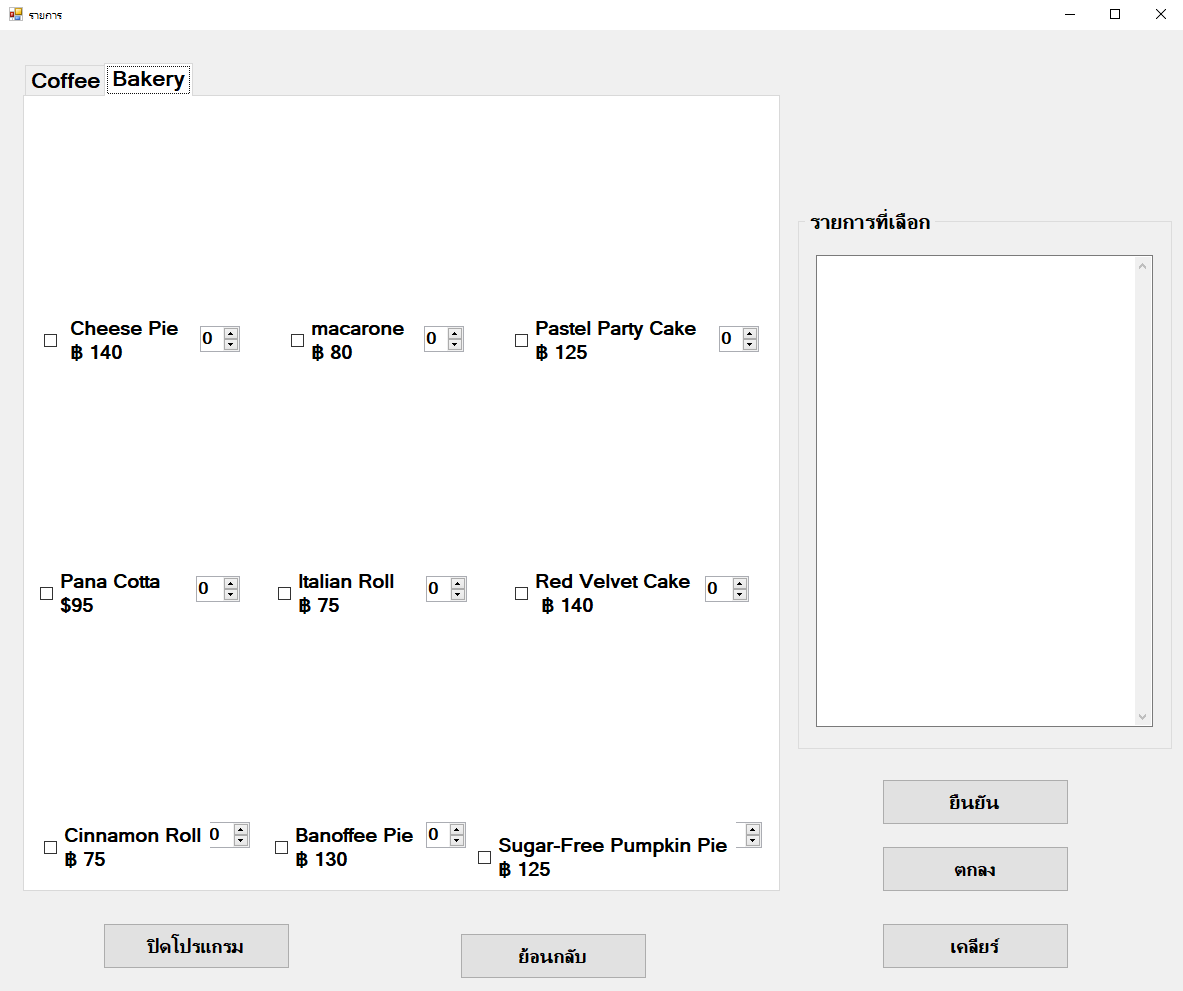 รายการ
Coffee
Bakery
รายการที่เลือก
Cheese Pie
฿ 140
0
macarone
฿ 80
0
Pastel Party Cake
฿ 125
0
Pana Cotta
$95
0
Italian Roll
฿ 75
0
Red Velvet Cake
฿ 140
0
Cinnamon Roll
฿ 75
0
Banoffee Pie
฿ 130
0
Sugar-Free Pumpkin Pie
฿ 125
ยืนยัน
ตกลง
เคลียร์
ปิดโปรแกรม
ย้อนกลับ